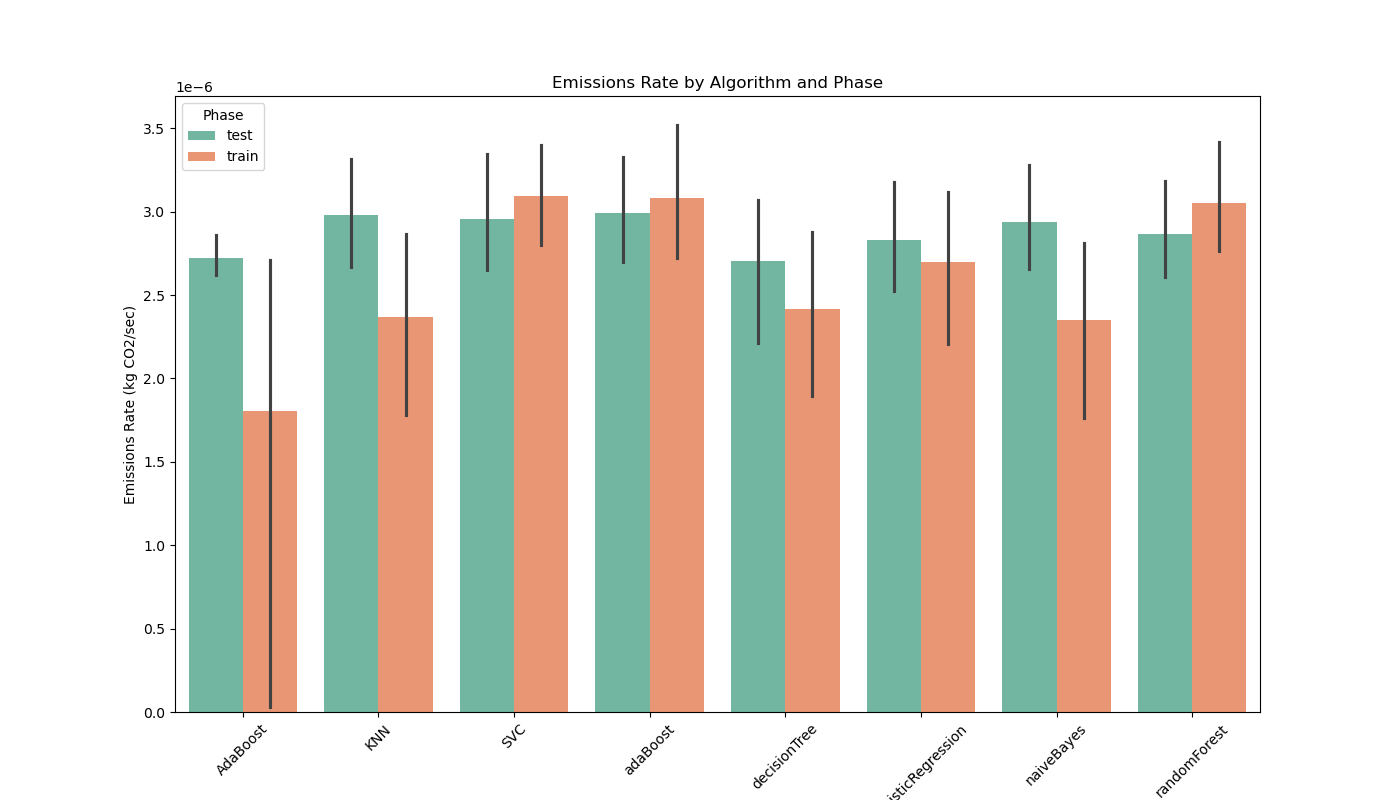 Emissions Rate by Algorithm and Phase
1e−6
Phase
test
train
Emissions Rate (kg CO2/sec)
3.5
3.0
2.5
2.0
1.5
1.0
0.5
0.0
AdaBoost
KNN
SVC
adaBoost
decisionTree
isticRegression
naiveBayes
randomForest